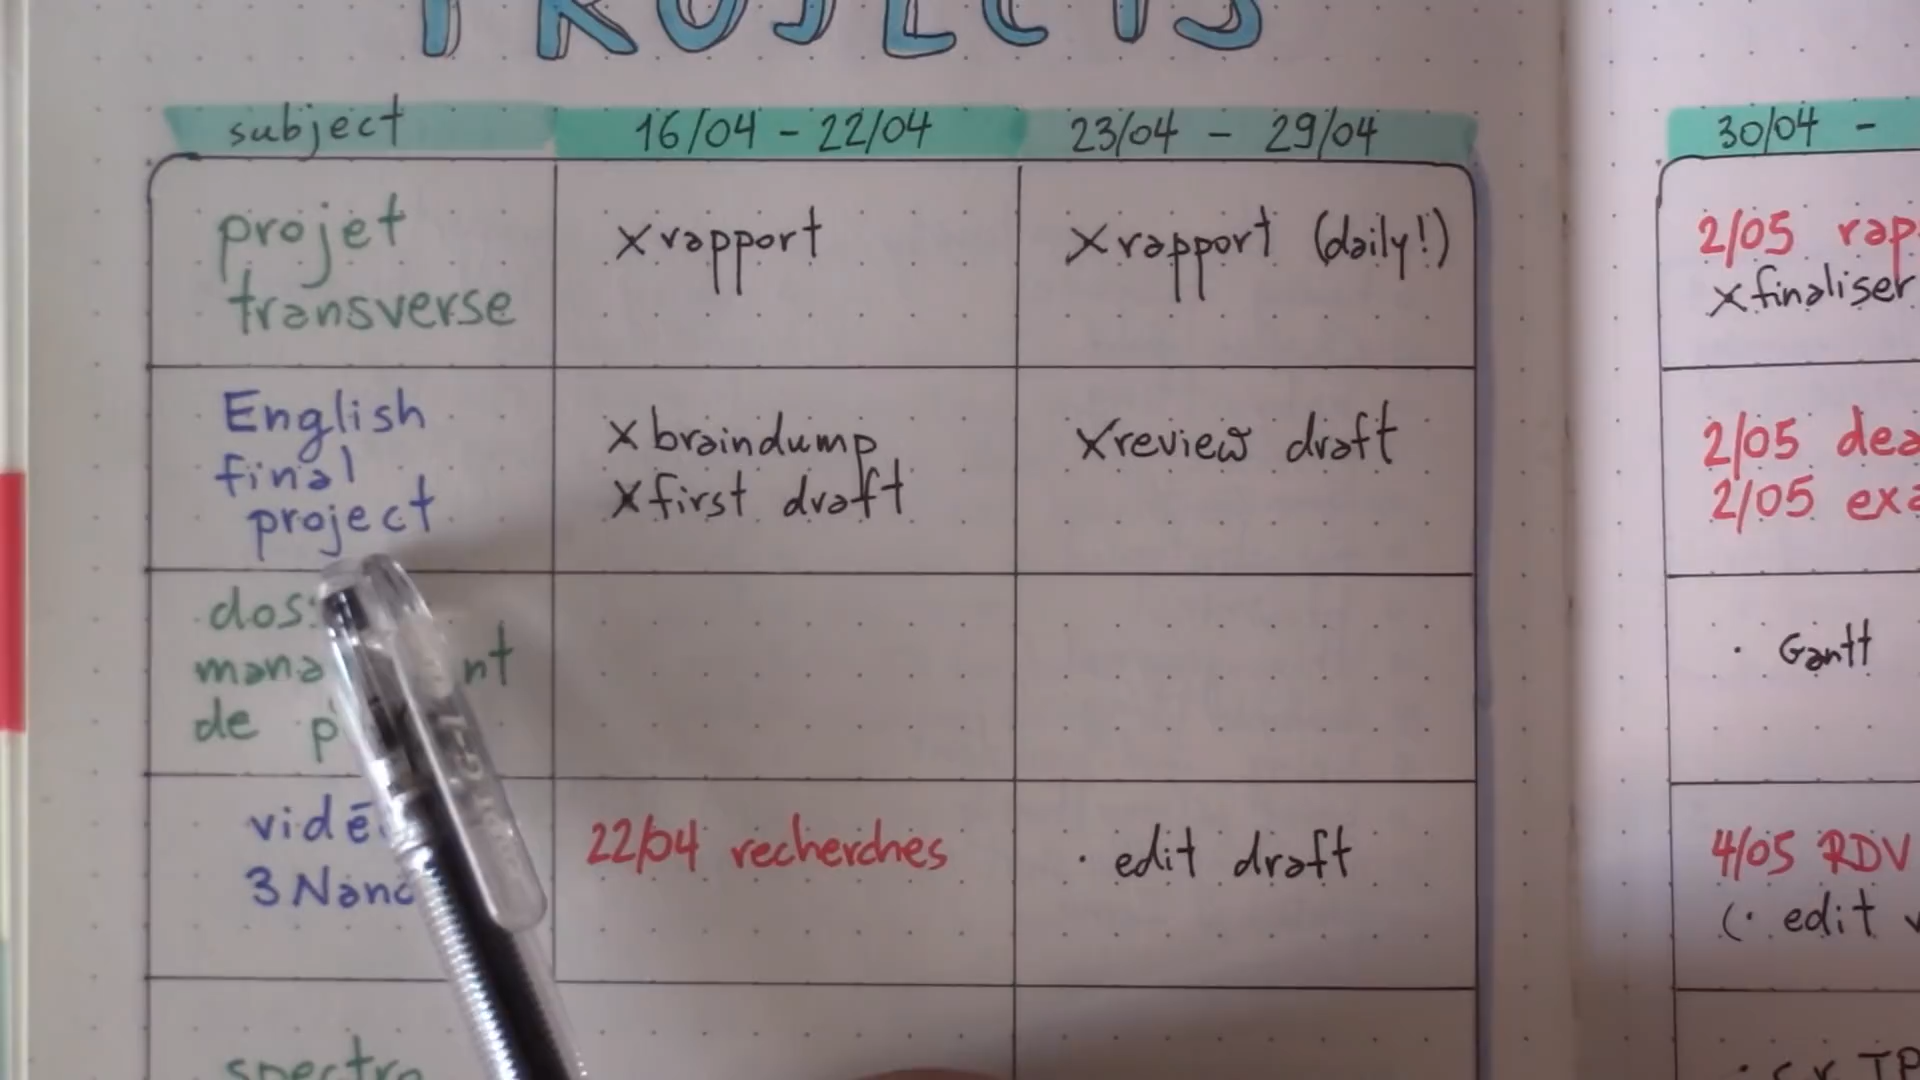 PROJECTS
subject
16/04 - 22/04
23/04 - 29/04
30/04 -
projet
transverse
x rapport
x rapport (daily!)
2/05
x finaliser
English
final
project
x braindump
x first draft
x review draft
2/05
2/05
de
· Gantt
3
22/04 recherches
· edit draft
4/05 RDV
(· edit
spectro